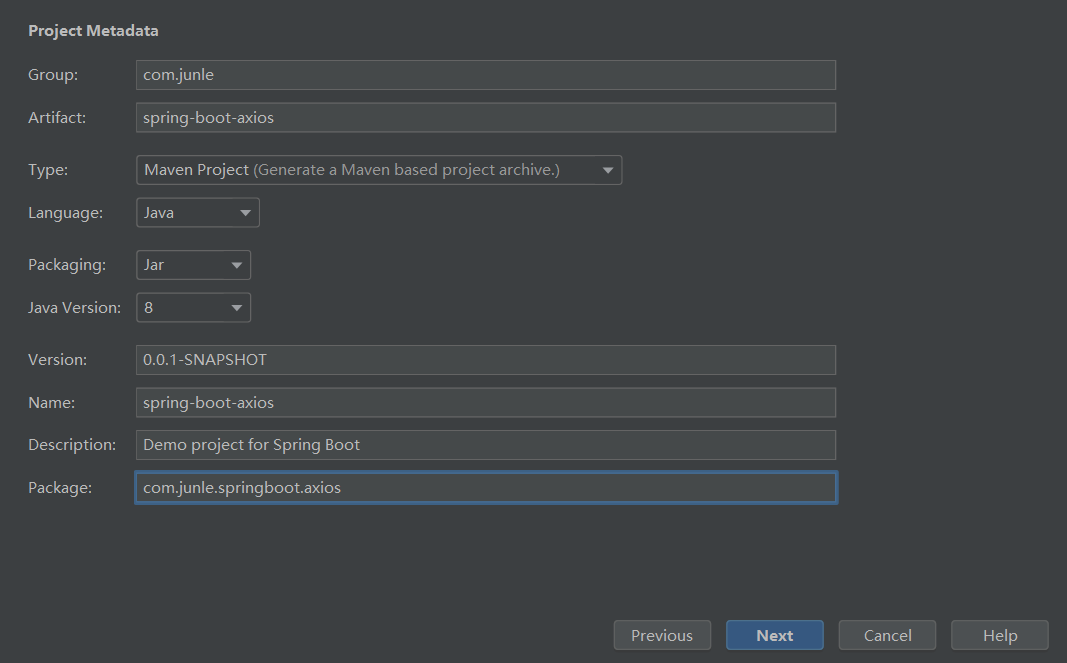 Project Metadata
Group: com.junle
Artifact: spring-boot-axios
Type: Maven Project (Generate a Maven based project archive.)
Language: Java
Packaging: Jar
Java Version: 8
Version: 0.0.1-SNAPSHOT
Name: spring-boot-axios
Description: Demo project for Spring Boot
Package: com.junle.springboot.axios
Previous Next Cancel Help